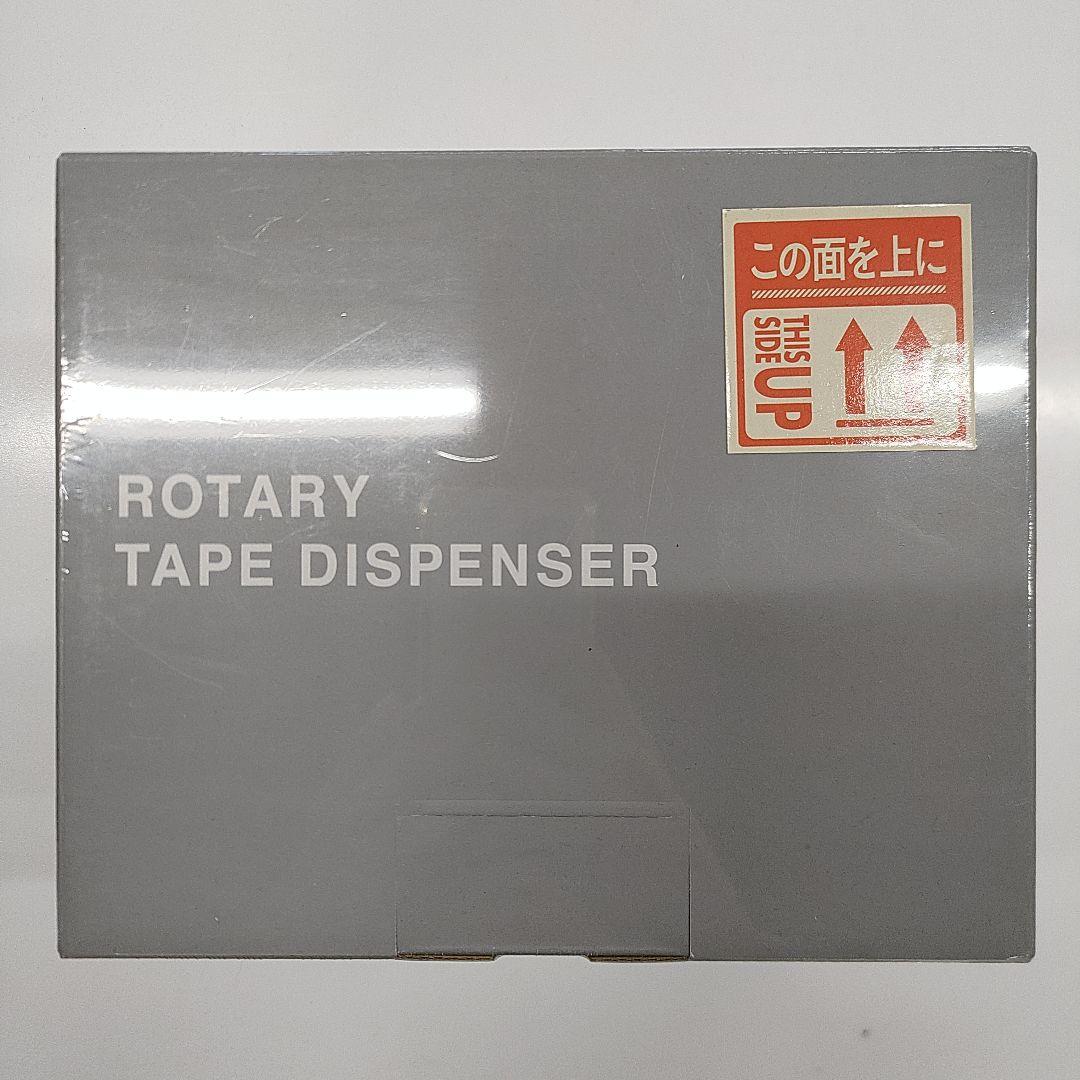 この面を上に
THIS
SIDE
UP
ROTARY
TAPE DISPENSER